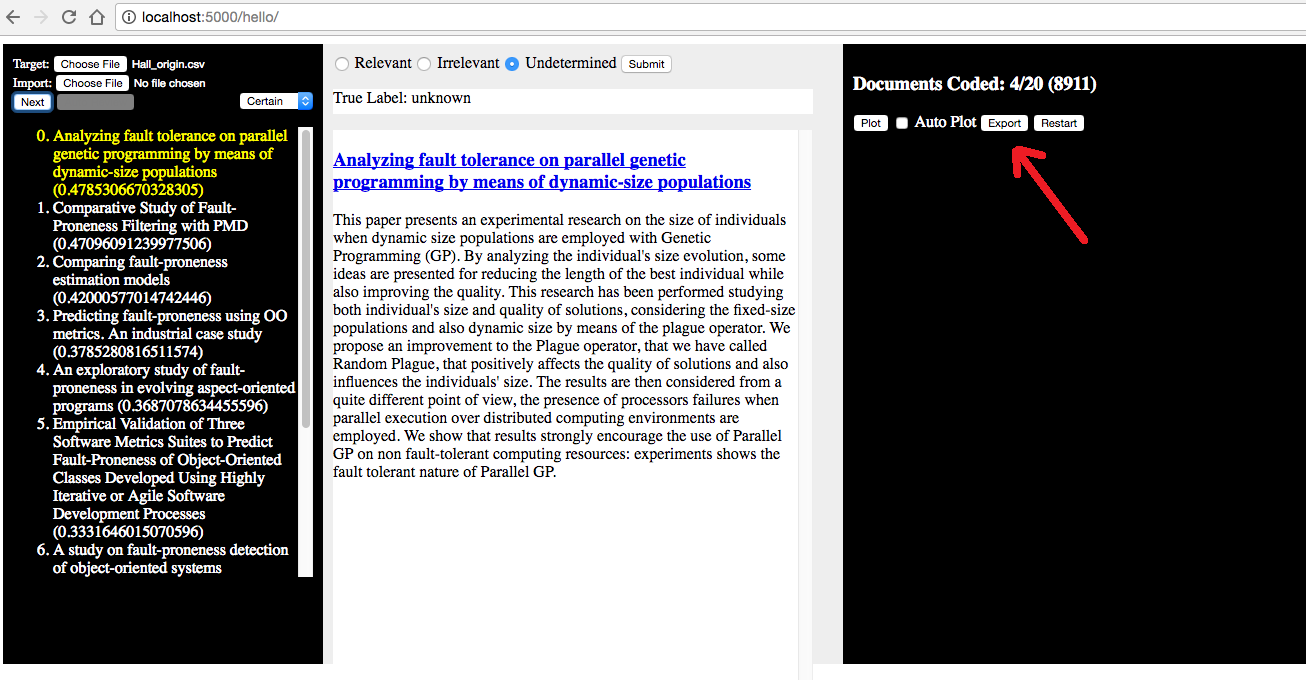 localhost:5000/hello/
Target: Choose File Hall_origin.csv
Import: Choose File No file chosen
Next Certain
0. Analyzing fault tolerance on parallel
genetic programming by means of
dynamic-size populations
(0.4785306670328305)
1. Comparative Study of Fault-
Proneness Filtering with PMD
(0.47096091239977506)
2. Comparing fault-proneness
estimation models
(0.42000577014742446)
3. Predicting fault-proneness using OO
metrics. An industrial case study
(0.3785280816511574)
4. An exploratory study of fault-
proneness in evolving aspect-oriented
programs (0.3687078634455596)
5. Empirical Validation of Three
Software Metrics Suites to Predict
Fault-Proneness of Object-Oriented
Classes Developed Using Highly
Iterative or Agile Software
Development Processes
(0.3331646015070596)
6. A study on fault-proneness detection
of object-oriented systems
Relevant Irrelevant Undetermined Submit
True Label: unknown
Analyzing fault tolerance on parallel genetic
programming by means of dynamic-size populations
This paper presents an experimental research on the size of individuals
when dynamic size populations are employed with Genetic
Programming (GP). By analyzing the individual's size evolution, some
ideas are presented for reducing the length of the best individual while
also improving the quality. This research has been performed studying
both individual's size and quality of solutions, considering the fixed-size
populations and also dynamic size by means of the plague operator. We
propose an improvement to the Plague operator, that we have called
Random Plague, that positively affects the quality of solutions and also
influences the individuals' size. The results are then considered from a
quite different point of view, the presence of processors failures when
parallel execution over distributed computing environments are
employed. We show that results strongly encourage the use of Parallel
GP on non fault-tolerant computing resources: experiments shows the
fault tolerant nature of Parallel GP.
Documents Coded: 4/20 (8911)
Plot Auto Plot Export Restart